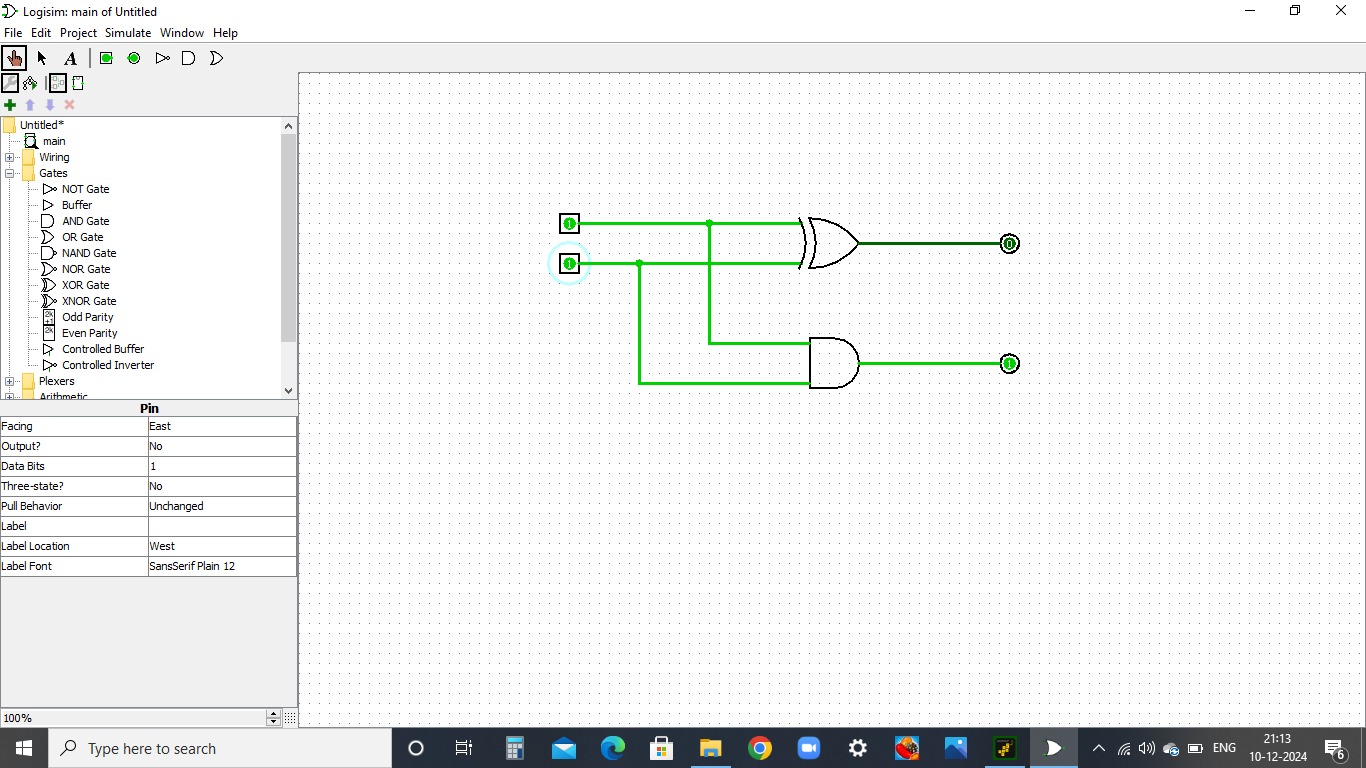 Logisim: main of Untitled
File Edit Project Simulate Window Help
A
Untitled*
main
Wiring
Gates
NOT Gate
Buffer
AND Gate
OR Gate
NAND Gate
NOR Gate
XOR Gate
XNOR Gate
Odd Parity
Even Parity
Controlled Buffer
Controlled Inverter
Plexers
Arithmetic
Pin
Facing East
Output? No
Data Bits 1
Three-state? No
Pull Behavior Unchanged
Label
Label Location West
Label Font SansSerif Plain 12
100%
1
1
0
1
Type here to search
ENG
21:13
10-12-2024
6